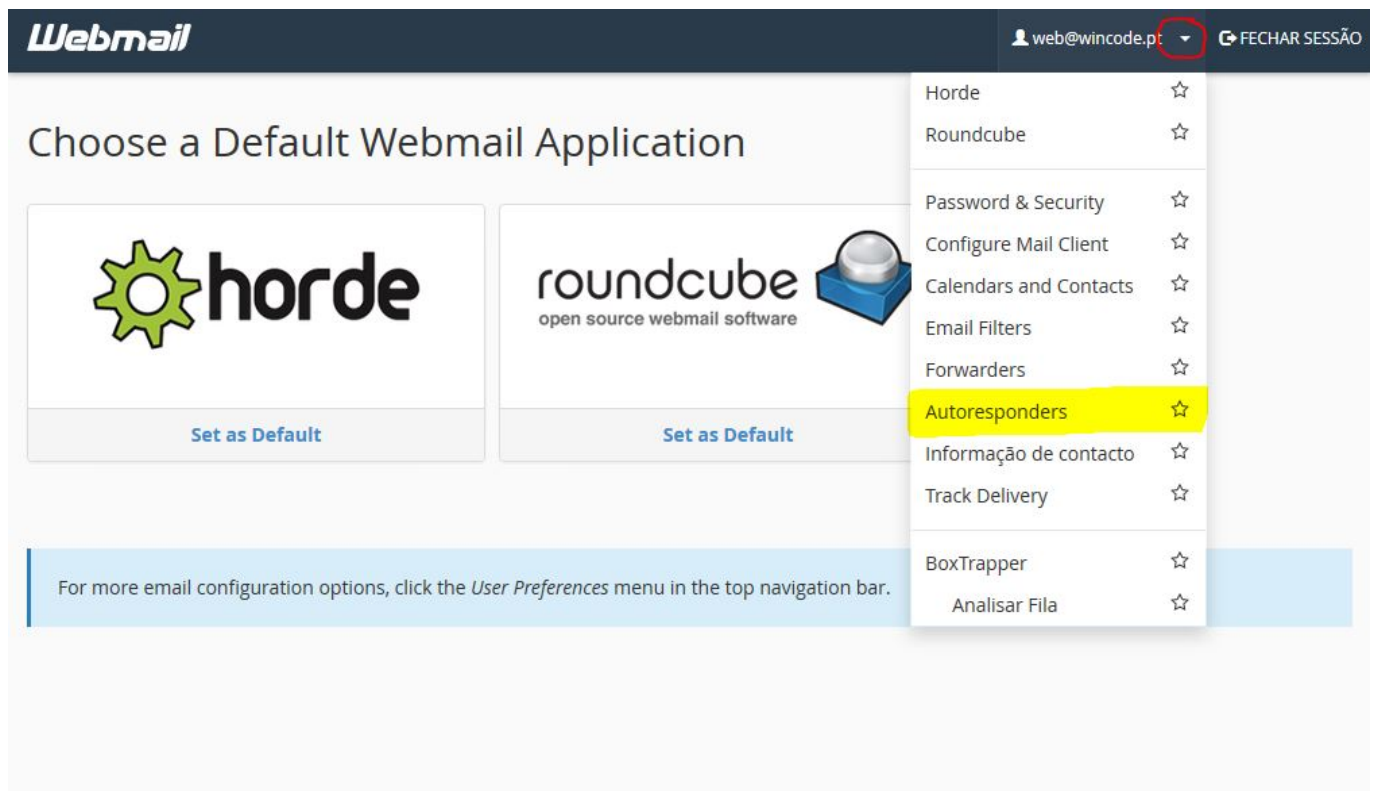 Webmail
web@wincode.pt
FECHAR SESSÃO
Choose a Default Webmail Application
horde
Set as Default
roundcube
open source webmail software
Set as Default
Horde
Roundcube
Password & Security
Configure Mail Client
Calendars and Contacts
Email Filters
Forwarders
Autoresponders
Informação de contacto
Track Delivery
BoxTrapper
Analisar Fila
For more email configuration options, click the User Preferences menu in the top navigation bar.